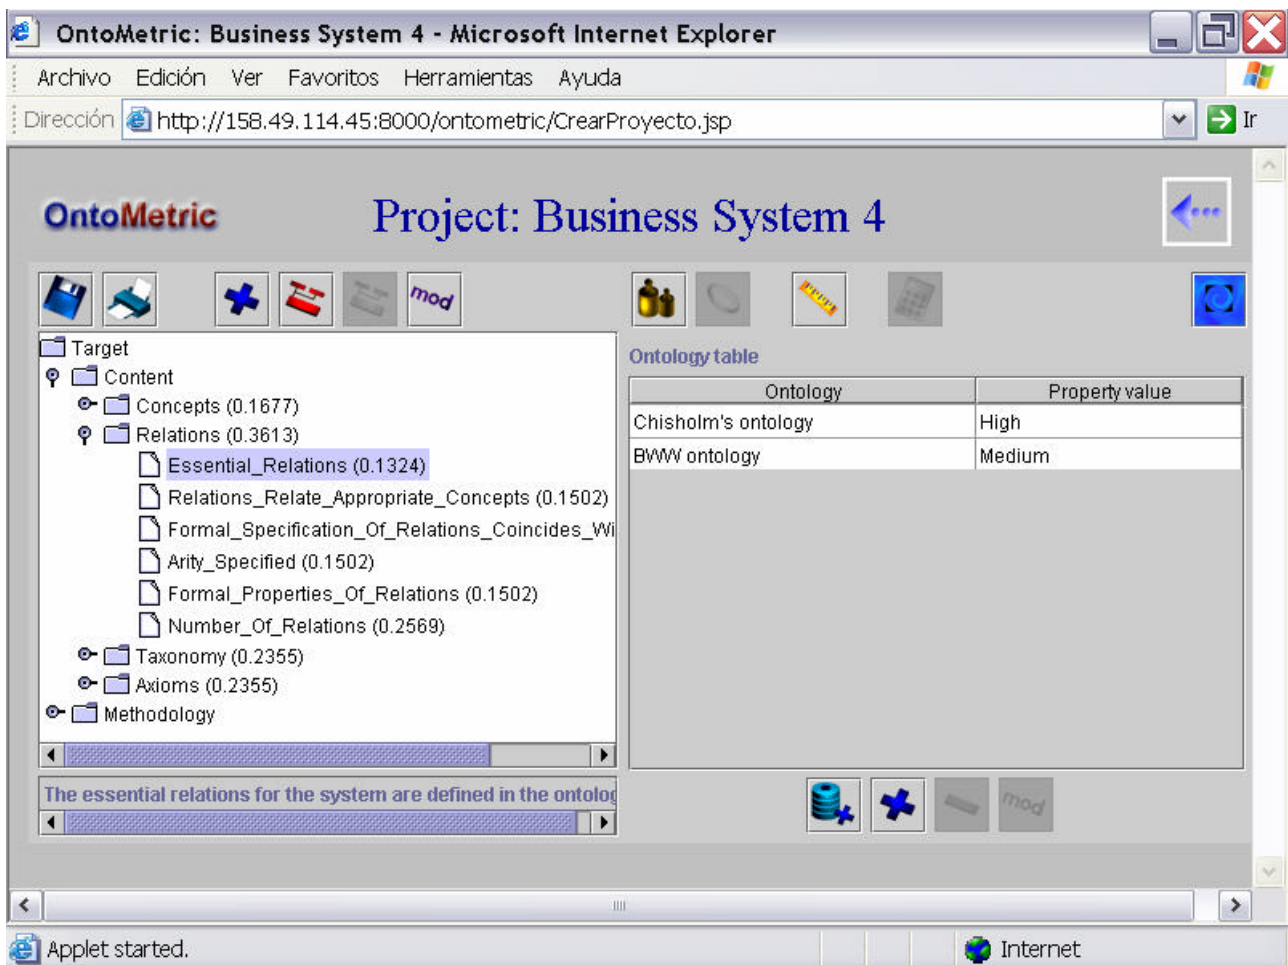 OntoMetric: Business System 4 - Microsoft Internet Explorer
Archivo Edición Ver Favoritos Herramientas Ayuda
Dirección http://158.49.114.45:8000/ontometric/CrearProyecto.jsp Ir
OntoMetric Project: Business System 4
mod
Target
Content
Concepts (0.1677)
Relations (0.3613)
Essential_Relations (0.1324)
Relations_Relate_Appropriate_Concepts (0.1502)
Formal_Specification_Of_Relations_Coincides_Wi
Arity_Specified (0.1502)
Formal_Properties_Of_Relations (0.1502)
Number_Of_Relations (0.2569)
Taxonomy (0.2355)
Axioms (0.2355)
Methodology
The essential relations for the system are defined in the ontolog
Ontology table
Ontology Property value
Chisholm's ontology High
BWW ontology Medium
mod
Applet started. Internet